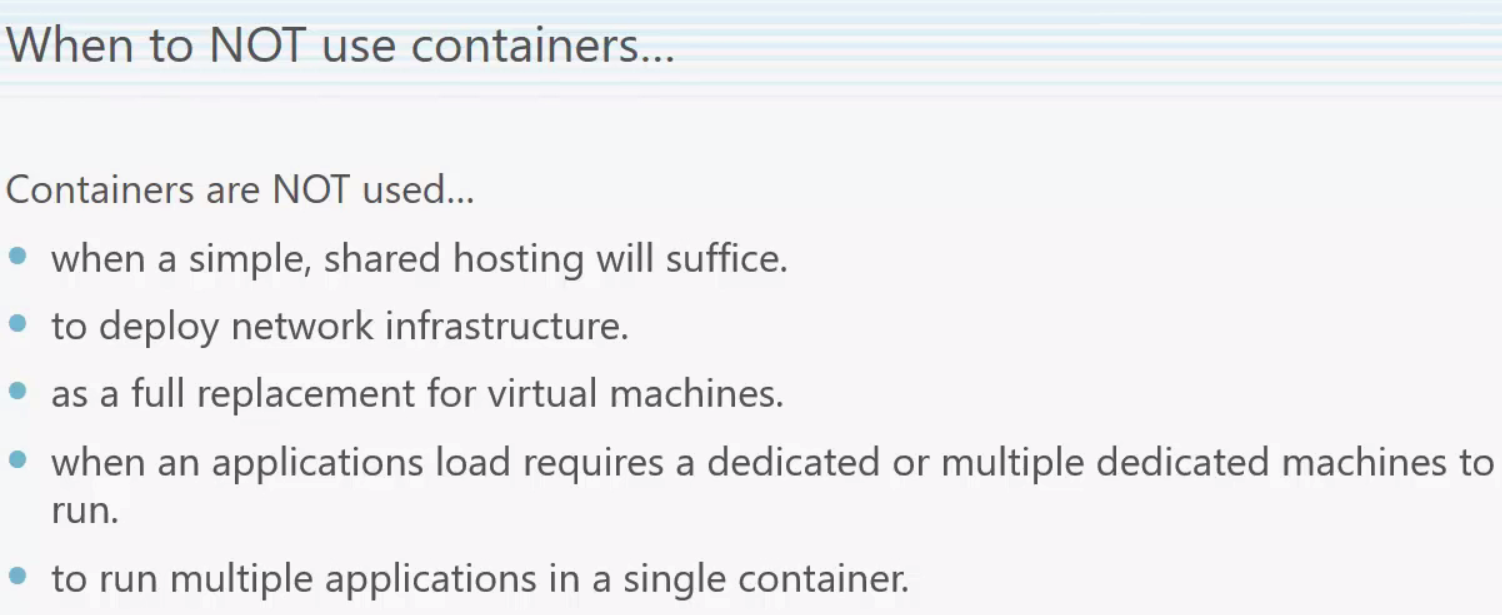 When to NOT use containers...
Containers are NOT used...
• when a simple, shared hosting will suffice.
• to deploy network infrastructure.
• as a full replacement for virtual machines.
• when an applications load requires a dedicated or multiple dedicated machines to
run.
• to run multiple applications in a single container.